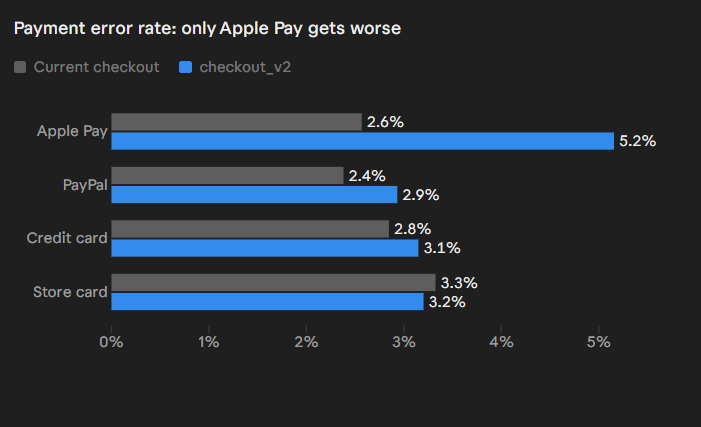 Payment error rate: only Apple Pay gets worse
Current checkout checkout_v2
Apple Pay 2.6%
5.2%
PayPal 2.4%
2.9%
Credit card 2.8%
3.1%
Store card 3.3%
3.2%
0% 1% 2% 3% 4% 5%